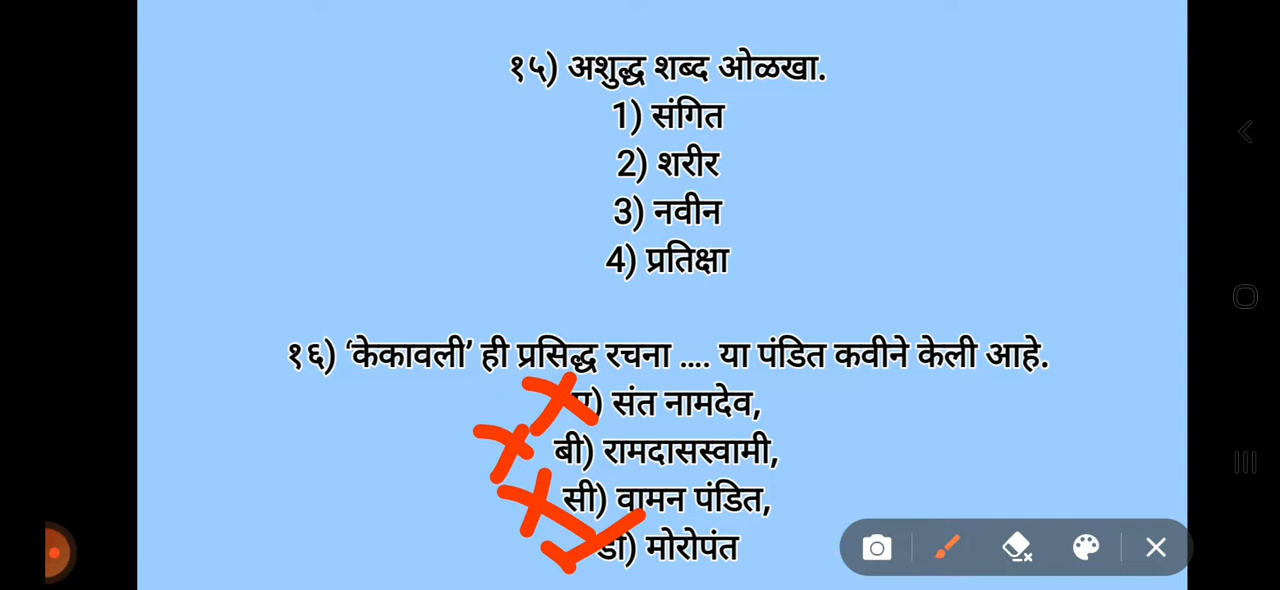 १५) अशुद्ध शब्द ओळखा.
1) संगित
2) शरीर
3) नवीन
4) प्रतिक्षा
१६) ‘केकावली’ ही प्रसिद्ध रचना .... या पंडित कवीने केली आहे.
ए) संत नामदेव,
बी) रामदासस्वामी,
सी) वामन पंडित,
डी) मोरोपंत